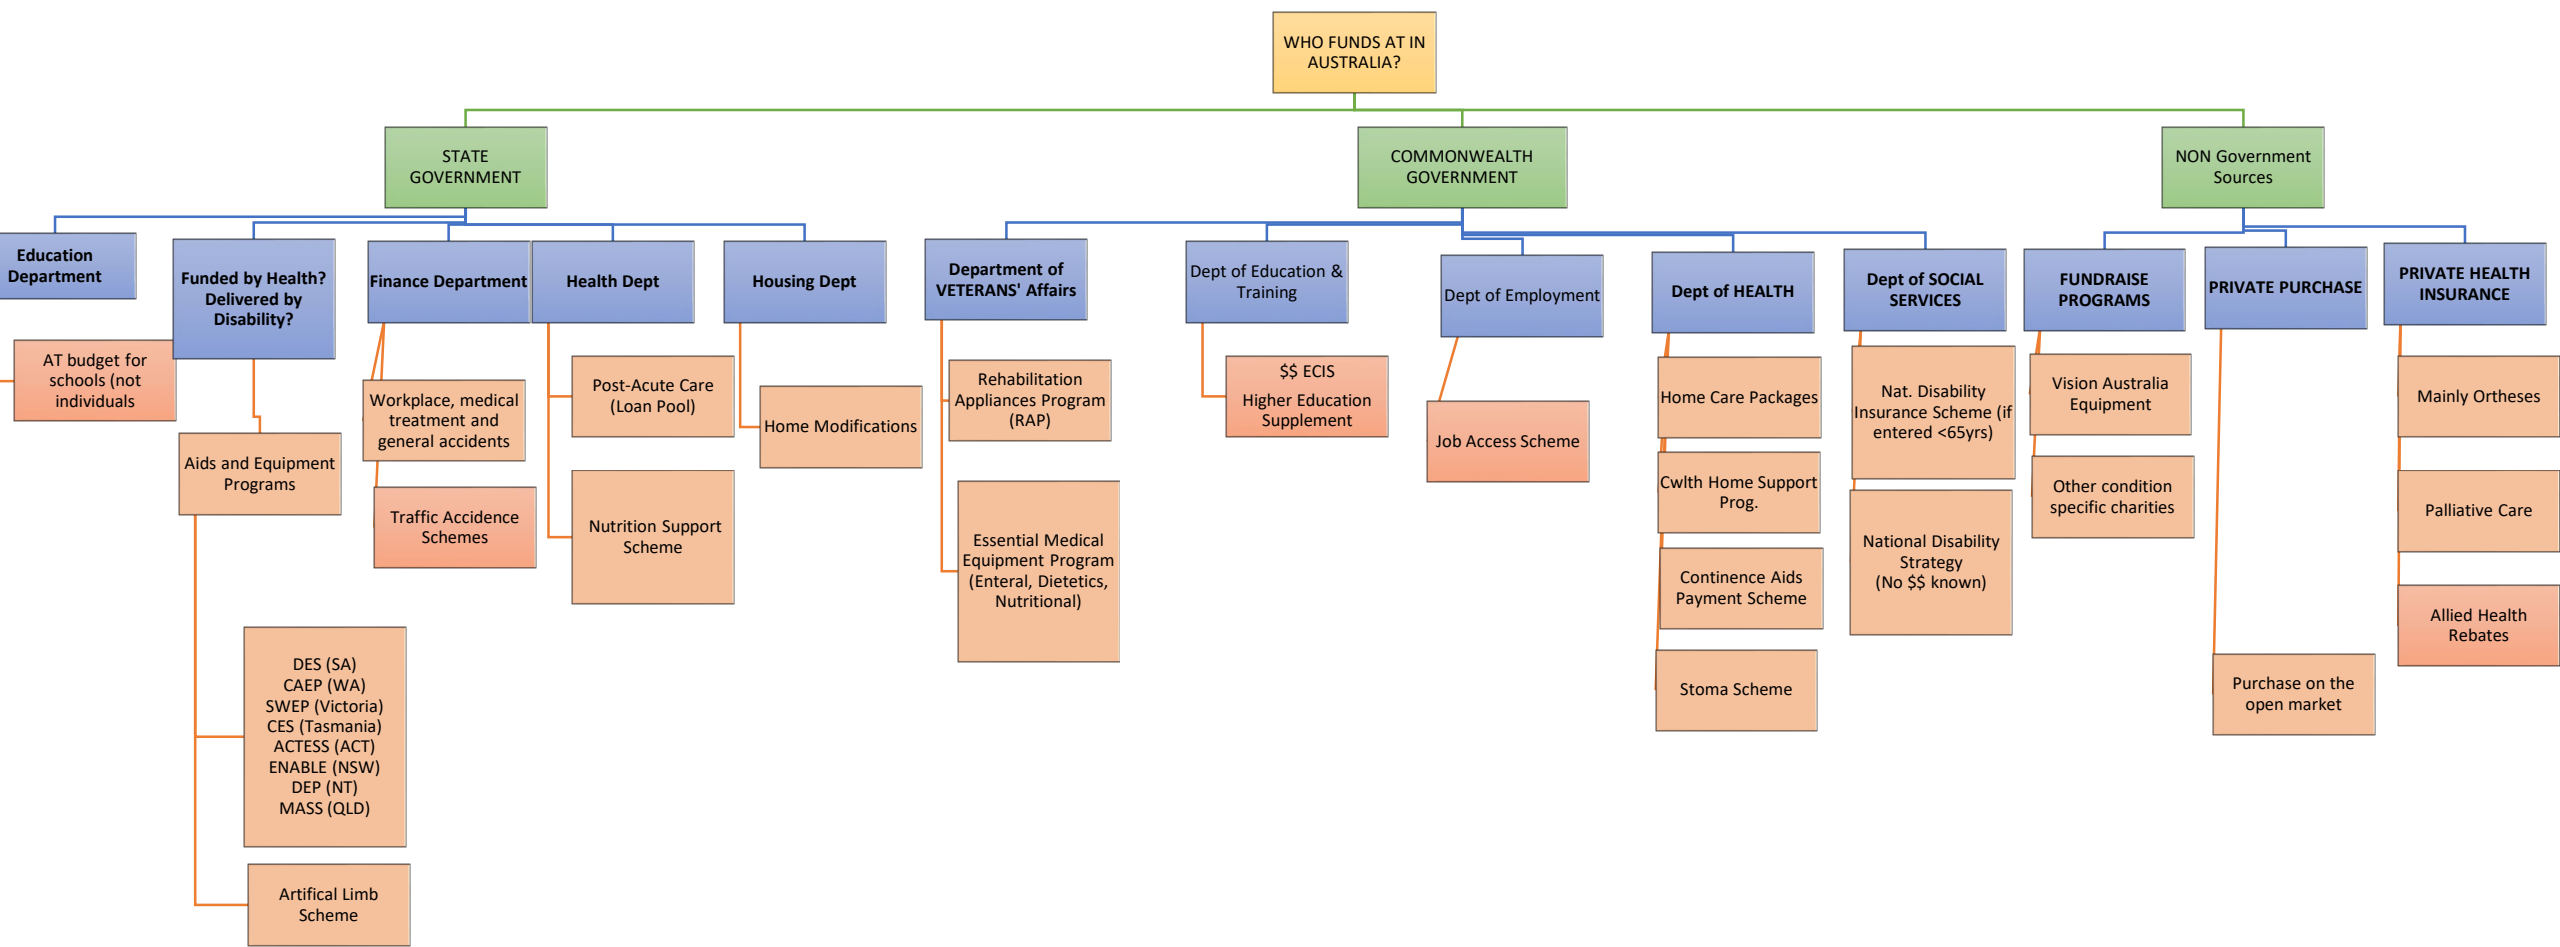 WHO FUNDS AT IN
AUSTRALIA?
STATE
GOVERNMENT
COMMONWEALTH
GOVERNMENT
NON Government
Sources
Education
Department
Funded by Health?
Delivered by
Disability?
Finance Department
Health Dept
Housing Dept
Department of
VETERANS' Affairs
Dept of Education &
Training
Dept of Employment
Dept of HEALTH
Dept of SOCIAL
SERVICES
FUNDRAISE
PROGRAMS
PRIVATE PURCHASE
PRIVATE HEALTH
INSURANCE
AT budget for
schools (not
individuals
Aids and Equipment
Programs
DES (SA)
CAEP (WA)
SWEP (Victoria)
CES (Tasmania)
ACTESS (ACT)
ENABLE (NSW)
DEP (NT)
MASS (QLD)
Artifical Limb
Scheme
Workplace, medical
treatment and
general accidents
Traffic Accidence
Schemes
Post-Acute Care
(Loan Pool)
Nutrition Support
Scheme
Home Modifications
Rehabilitation
Appliances Program
(RAP)
Essential Medical
Equipment Program
(Enteral, Dietetics,
Nutritional)
$$ ECIS
Higher Education
Supplement
Job Access Scheme
Home Care Packages
Cwlth Home Support
Prog.
Continence Aids
Payment Scheme
Stoma Scheme
Nat. Disability
Insurance Scheme (if
entered <65yrs)
National Disability
Strategy
(No $$ known)
Vision Australia
Equipment
Other condition
specific charities
Purchase on the
open market
Mainly Ortheses
Palliative Care
Allied Health
Rebates